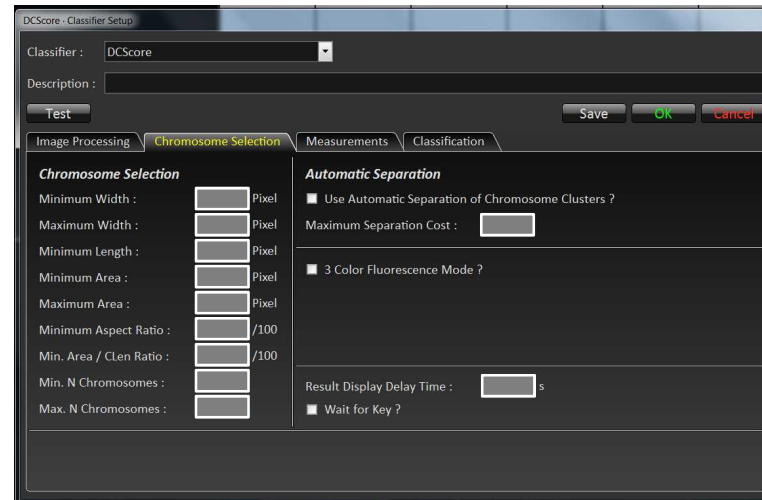 DCScore - Classifier Setup
Classifier : DCScore
Description :
Test Save OK Cancel
Image Processing Chromosome Selection Measurements Classification
Chromosome Selection
Minimum Width : Pixel
Maximum Width : Pixel
Minimum Length : Pixel
Minimum Area : Pixel
Maximum Area : Pixel
Minimum Aspect Ratio : /100
Min. Area / CLen Ratio : /100
Min. N Chromosomes :
Max. N Chromosomes :
Automatic Separation
Use Automatic Separation of Chromosome Clusters ?
Maximum Separation Cost :
3 Color Fluorescence Mode ?
Result Display Delay Time : s
Wait for Key ?